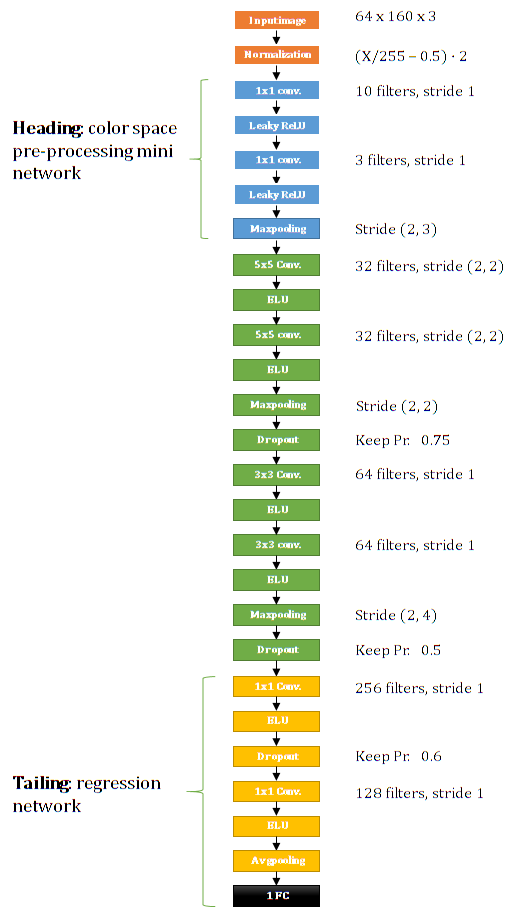 Input image
64 x 160 x 3
Normalization
(X/255 – 0.5) · 2
1x1 conv.
10 filters, stride 1
Leaky ReLU
Heading: color space
pre-processing mini
network
1x1 conv.
3 filters, stride 1
Leaky ReLU
Maxpooling
Stride (2, 3)
5x5 Conv.
32 filters, stride (2, 2)
ELU
5x5 conv.
32 filters, stride (2, 2)
ELU
Maxpooling
Stride (2, 2)
Dropout
Keep Pr. 0.75
3x3 Conv.
64 filters, stride 1
ELU
3x3 conv.
64 filters, stride 1
ELU
Maxpooling
Stride (2, 4)
Dropout
Keep Pr. 0.5
1x1 Conv.
256 filters, stride 1
ELU
Dropout
Keep Pr. 0.6
Tailing: regression
network
1x1 Conv.
128 filters, stride 1
ELU
Avgpooling
1 FC